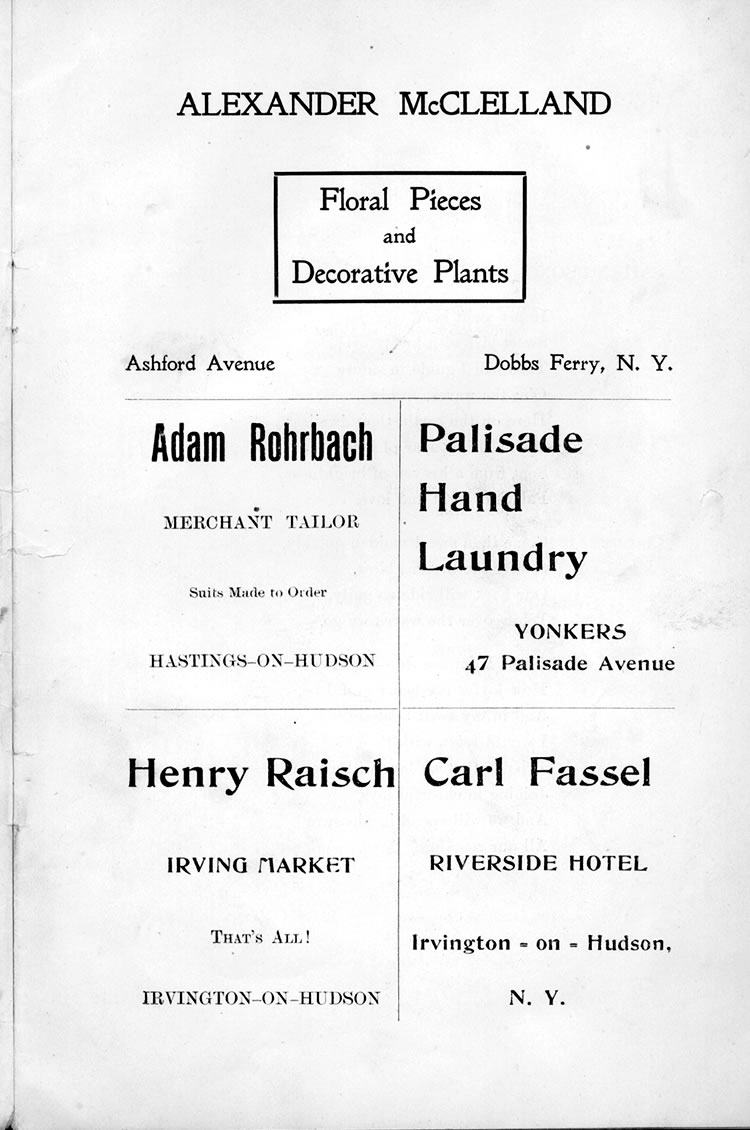 ALEXANDER McCLELLAND
Floral Pieces
and
Decorative Plants
Ashford Avenue
Dobbs Ferry, N. Y.
Adam Rohrbach
MERCHANT TAILOR
Suits Made to Order
HASTINGS-ON-HUDSON
Palisade
Hand
Laundry
YONKERS
47 Palisade Avenue
Henry Raisch
IRVING MARKET
THAT'S ALL!
IRVINGTON-ON-HUDSON
Carl Fassel
RIVERSIDE HOTEL
Irvington = on = Hudson,
N. Y.